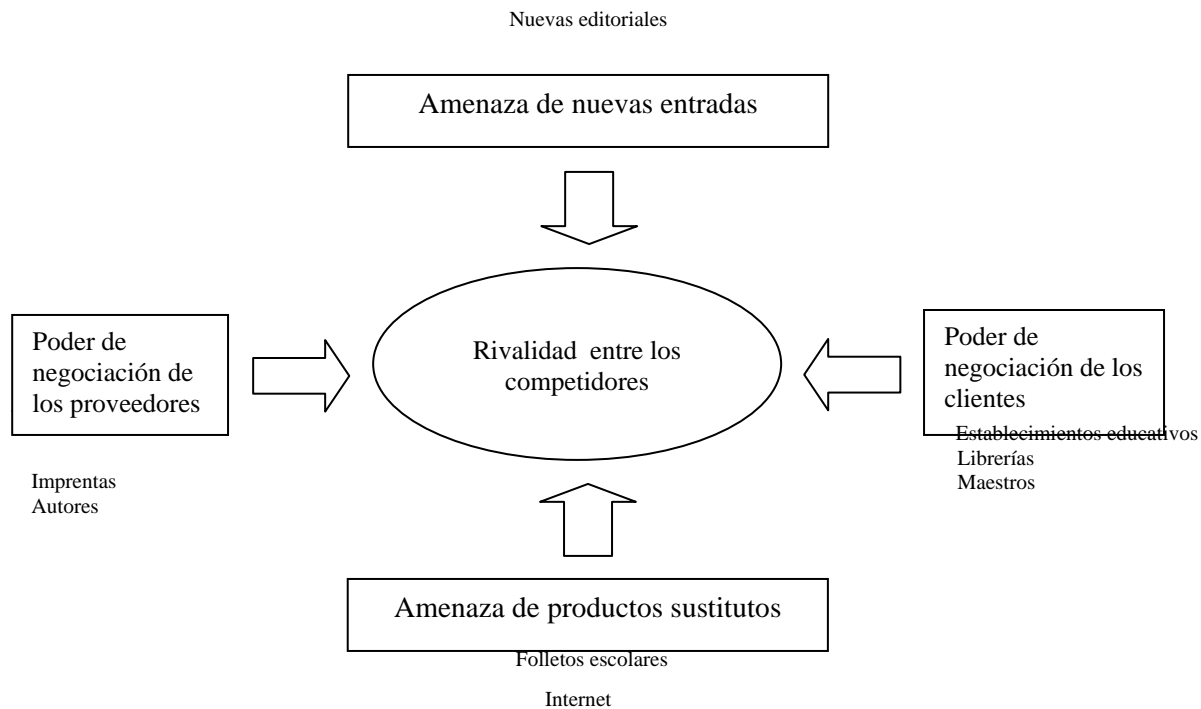 Nuevas editoriales
Amenaza de nuevas entradas
Poder de
negociación de
los proveedores
Imprentas
Autores
Rivalidad entre los
competidores
Poder de
negociación de los
clientes
Establecimientos educativos
Librerías
Maestros
Amenaza de productos sustitutos
Folletos escolares
Internet